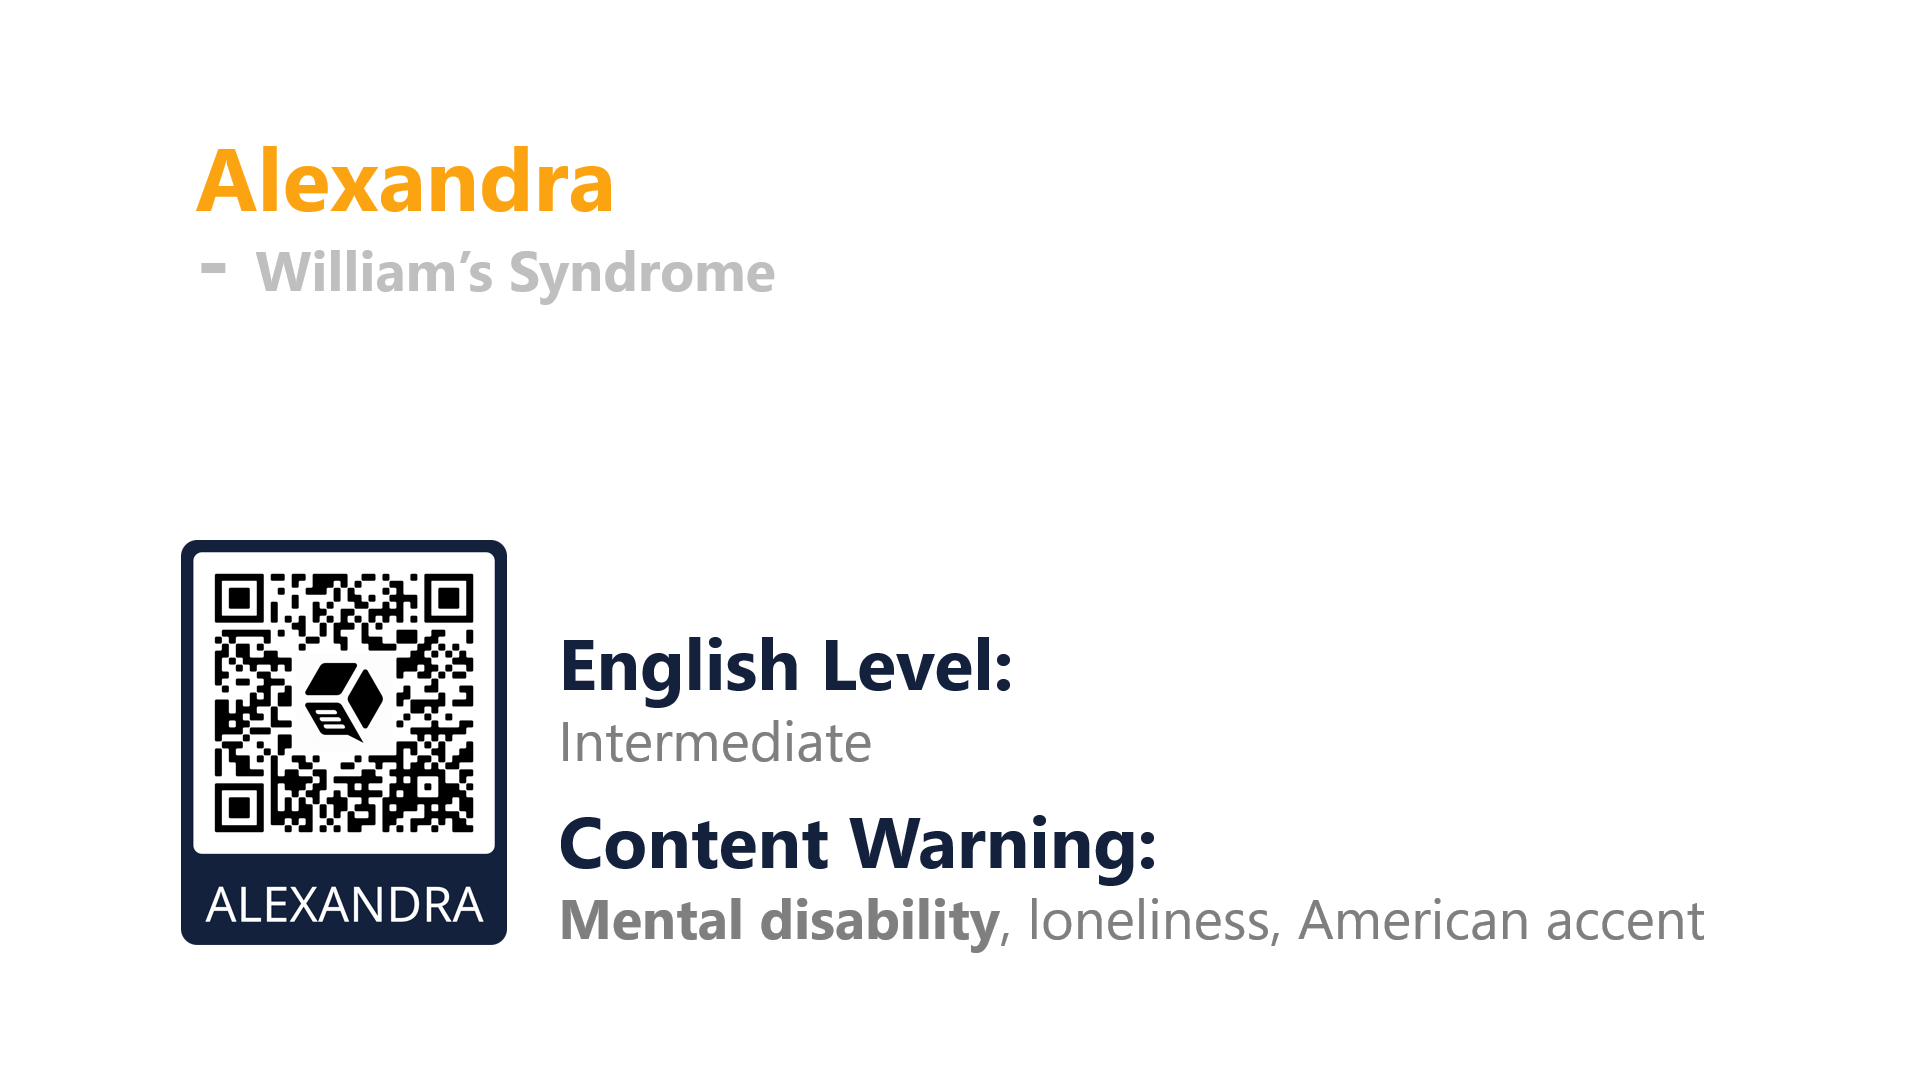 Alexandra
- William’s Syndrome
English Level:
Intermediate
Content Warning:
Mental disability, loneliness, American accent
ALEXANDRA